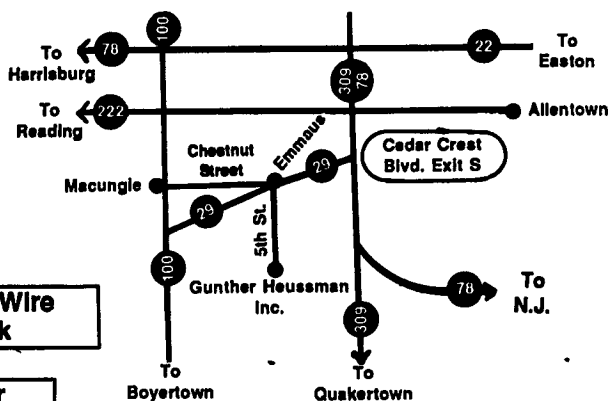 100
To
Harrisburg
78
22
To
Easton
309
78
To
Reading
222
Allentown
Chestnut
Street
Emmaus
29
Cedar Crest
Blvd. Exit S
Macungie
29
5th St.
100
Gunther Heussman
Inc.
Wire
k
78
To
N.J.
309
r
To
Boyertown
To
Quakertown